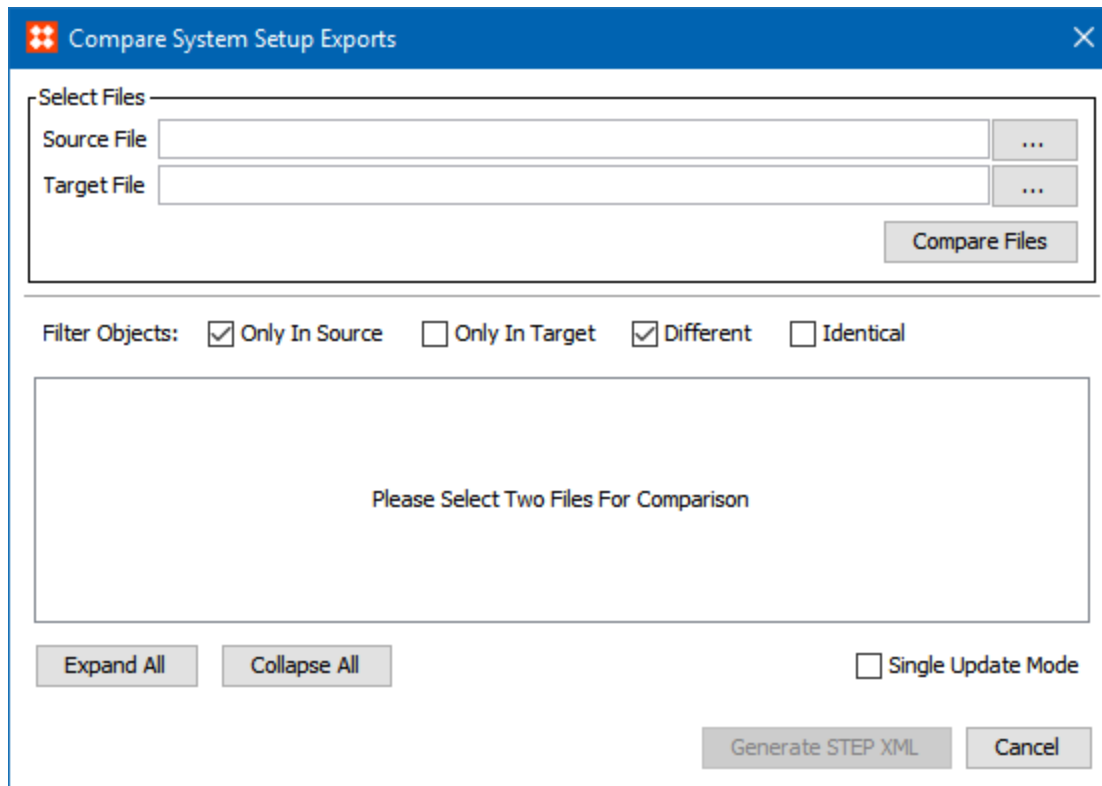 Compare System Setup Exports
Select Files
Source File ...
Target File ...
Compare Files
Filter Objects: Only In Source Only In Target Different Identical
Please Select Two Files For Comparison
Expand All Collapse All Single Update Mode
Generate STEP XML Cancel